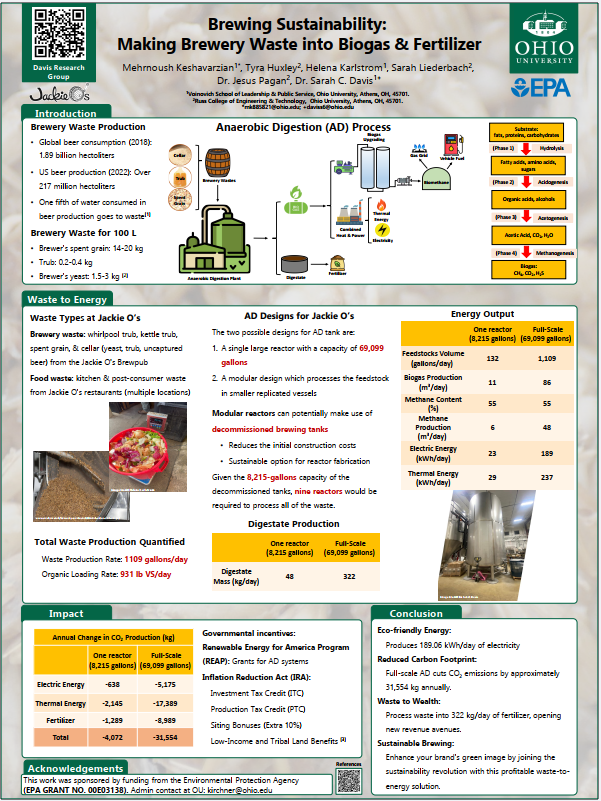 Brewing Sustainability:
Making Brewery Waste into Biogas & Fertilizer
Mehrnoush Keshavarzian1*, Tyra Huxley2, Helena Karlstrom1, Sarah Liederbach2,
Dr. Jesus Pagan2, Dr. Sarah C. Davis1+
1Voinovich School of Leadership & Public Service, Ohio University, Athens, OH, 45701.
2Russ College of Engineering & Technology, Ohio University, Athens, OH, 45701.
*mk885821@ohio.edu; +daviss6@ohio.edu
Davis Research
Group
Jackie O's
OHIO
UNIVERSITY
EPA
Introduction
Brewery Waste Production
• Global beer consumption (2018):
1.89 billion hectoliters
• US beer production (2022): Over
217 million hectoliters
• One fifth of water consumed in
beer production goes to waste[1]
Brewery Waste for 100 L
• Brewer's spent grain: 14-20 kg
• Trub: 0.2-0.4 kg
• Brewer's yeast: 1.5-3 kg [2]
Anaerobic Digestion (AD) Process
Cellar
Trub
Spent Grain
Brewery Wastes
Anaerobic Digestion Plant
Biogas
Upgrading
Gas Grid
Vehicle Fuel
Biomethane
Combined
Heat & Power
Thermal
Energy
Electricity
Digestate
Fertilizer
Substrate:
fats, proteins, carbohydrates
(Phase 1) Hydrolysis
Fatty acids, amino acids,
sugars
(Phase 2) Acidogenesis
Organic acids, alcohols
(Phase 3) Acetogenesis
Acetic Acid, CO2, H2O
(Phase 4) Methanogenesis
Biogas:
CH4, CO2, H2S
Waste to Energy
Waste Types at Jackie O's
Brewery waste: whirlpool trub, kettle trub,
spent grain, & cellar (yeast, trub, uncaptured
beer) from the Jackie O's Brewpub
Food waste: kitchen & post-consumer waste
from Jackie O's restaurants (multiple locations)
Total Waste Production Quantified
Waste Production Rate: 1109 gallons/day
Organic Loading Rate: 931 lb VS/day
AD Designs for Jackie O's
The two possible designs for AD tank are:
1. A single large reactor with a capacity of 69,099
gallons
2. A modular design which processes the feedstock
in smaller replicated vessels
Modular reactors can potentially make use of
decommissioned brewing tanks
• Reduces the initial construction costs
• Sustainable option for reactor fabrication
Given the 8,215-gallons capacity of the
decommissioned tanks, nine reactors would be
required to process all of the waste.
Digestate Production
One reactor (8,215 gallons) Full-Scale (69,099 gallons)
Digestate Mass (kg/day) 48 322
Energy Output
One reactor (8,215 gallons) Full-Scale (69,099 gallons)
Feedstocks Volume (gallons/day) 132 1,109
Biogas Production (m³/day) 11 86
Methane Content (%) 55 55
Methane Production (m³/day) 6 48
Electric Energy (kWh/day) 23 189
Thermal Energy (kWh/day) 29 237
Impact
Annual Change in CO2 Production (kg)
One reactor (8,215 gallons) Full-Scale (69,099 gallons)
Electric Energy -638 -5,175
Thermal Energy -2,145 -17,389
Fertilizer -1,289 -8,989
Total -4,072 -31,554
Governmental incentives:
Renewable Energy for America Program
(REAP): Grants for AD systems
Inflation Reduction Act (IRA):
Investment Tax Credit (ITC)
Production Tax Credit (PTC)
Siting Bonuses (Extra 10%)
Low-Income and Tribal Land Benefits [3]
Conclusion
Eco-friendly Energy:
Produces 189.06 kWh/day of electricity
Reduced Carbon Footprint:
Full-scale AD cuts CO2 emissions by approximately
31,554 kg annually.
Waste to Wealth:
Process waste into 322 kg/day of fertilizer, opening
new revenue avenues.
Sustainable Brewing:
Enhance your brand's green image by joining the
sustainability revolution with this profitable waste-to-
energy solution.
Acknowledgements
This work was sponsored by funding from the Environmental Protection Agency
(EPA GRANT NO. 00E03138). Admin contact at OU: kirchner@ohio.edu
References